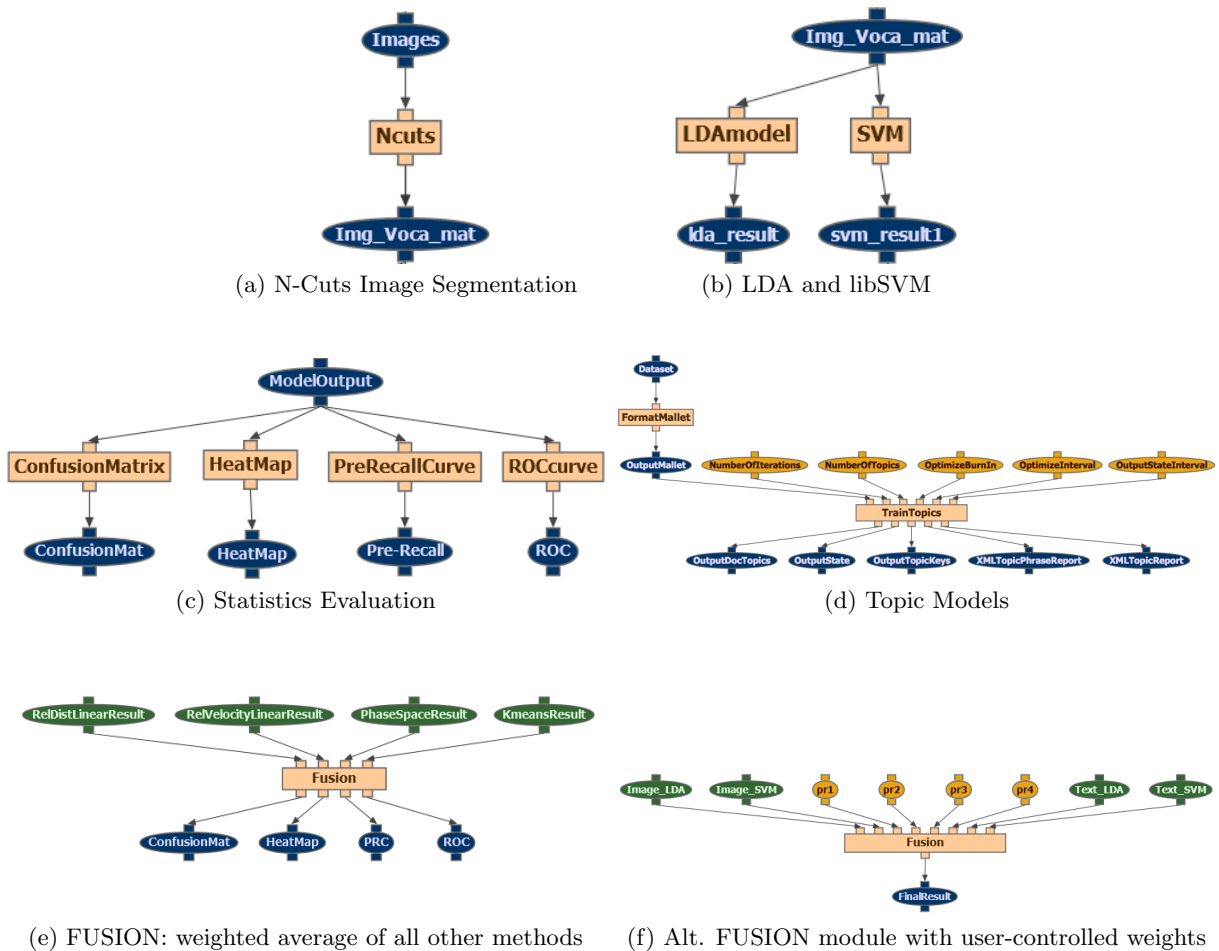 Images
Ncuts
Img_Voca_mat
(a) N-Cuts Image Segmentation
Img_Voca_mat
LDAmodel SVM
lda_result svm_result1
(b) LDA and libSVM
ModelOutput
ConfusionMatrix HeatMap PreRecallCurve ROCcurve
ConfusionMat HeatMap Pre-Recall ROC
(c) Statistics Evaluation
Dataset
FormatMallet
OutputMallet NumberOfIterations NumberOfTopics OptimizeBurnIn OptimizeInterval OutputStateInterval
TrainTopics
OutputDocTopics OutputState OutputTopicKeys XMLTopicPhraseReport XMLTopicReport
(d) Topic Models
RelDistLinearResult RelVelocityLinearResult PhaseSpaceResult KmeansResult
Fusion
ConfusionMat HeatMap PRC ROC
(e) FUSION: weighted average of all other methods
Image_LDA Image_SVM pr1 pr2 pr3 pr4 Text_LDA Text_SVM
Fusion
FinalResult
(f) Alt. FUSION module with user-controlled weights